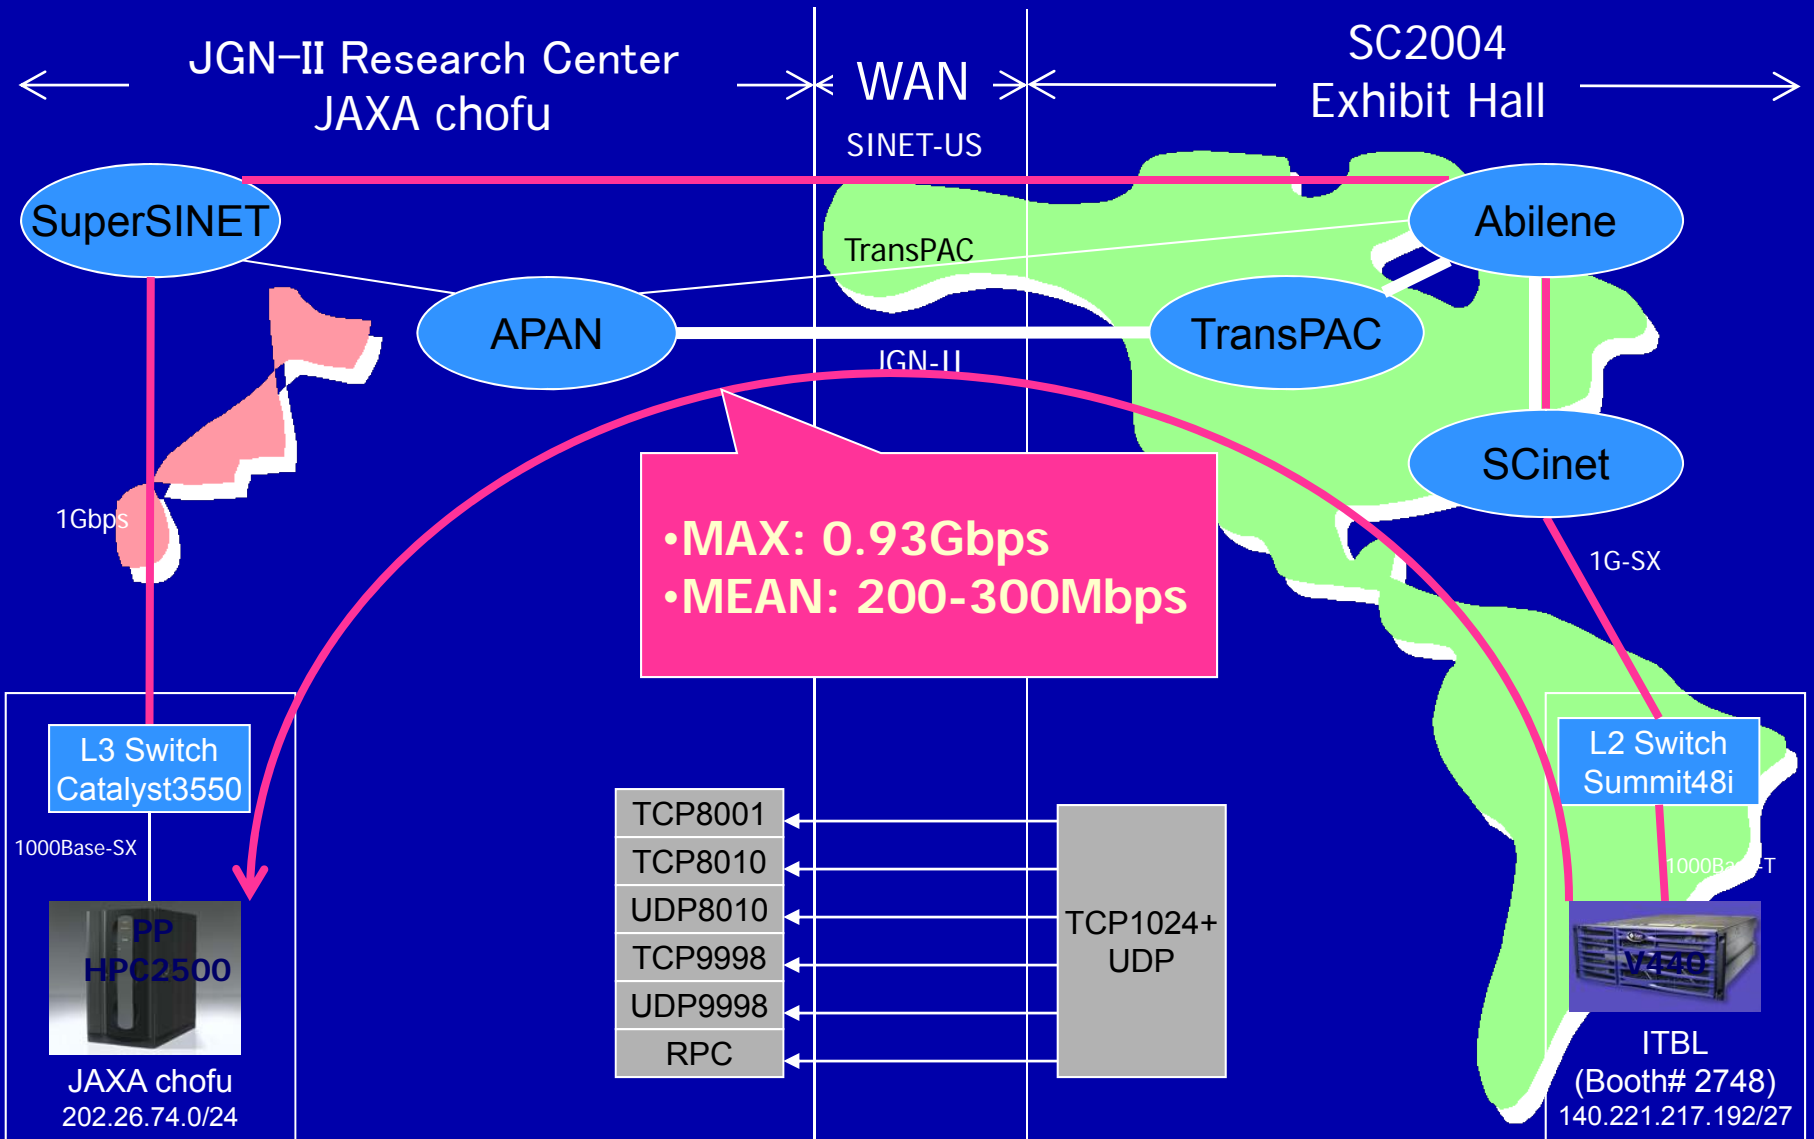 JGN-II Research Center
JAXA chofu
WAN
SC2004
Exhibit Hall
SINET-US
SuperSINET
Abilene
TransPAC
APAN
TransPAC
JGN-II
SCinet
1Gbps
•MAX: 0.93Gbps
•MEAN: 200-300Mbps
1G-SX
L3 Switch
Catalyst3550
L2 Switch
Summit48i
1000Base-SX
1000Base-T
TCP8001
TCP8010
UDP8010
TCP9998
UDP9998
RPC
TCP1024+
UDP
PP
HPC2500
V440
JAXA chofu
202.26.74.0/24
ITBL
(Booth# 2748)
140.221.217.192/27